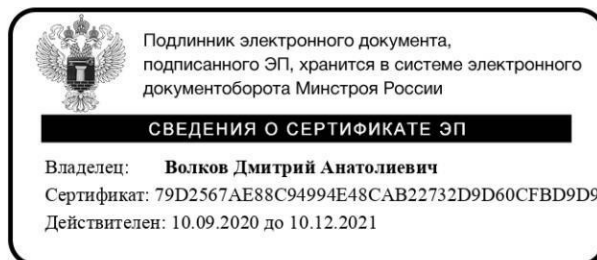 Подлинник электронного документа,
подписанного ЭП, хранится в системе электронного
документоборота Минстроя России
СВЕДЕНИЯ О СЕРТИФИКАТЕ ЭП
Владелец: Волков Дмитрий Анатолиевич
Сертификат: 79D2567AE88C94994E48CAB22732D9D60CFBD9D9
Действителен: 10.09.2020 до 10.12.2021